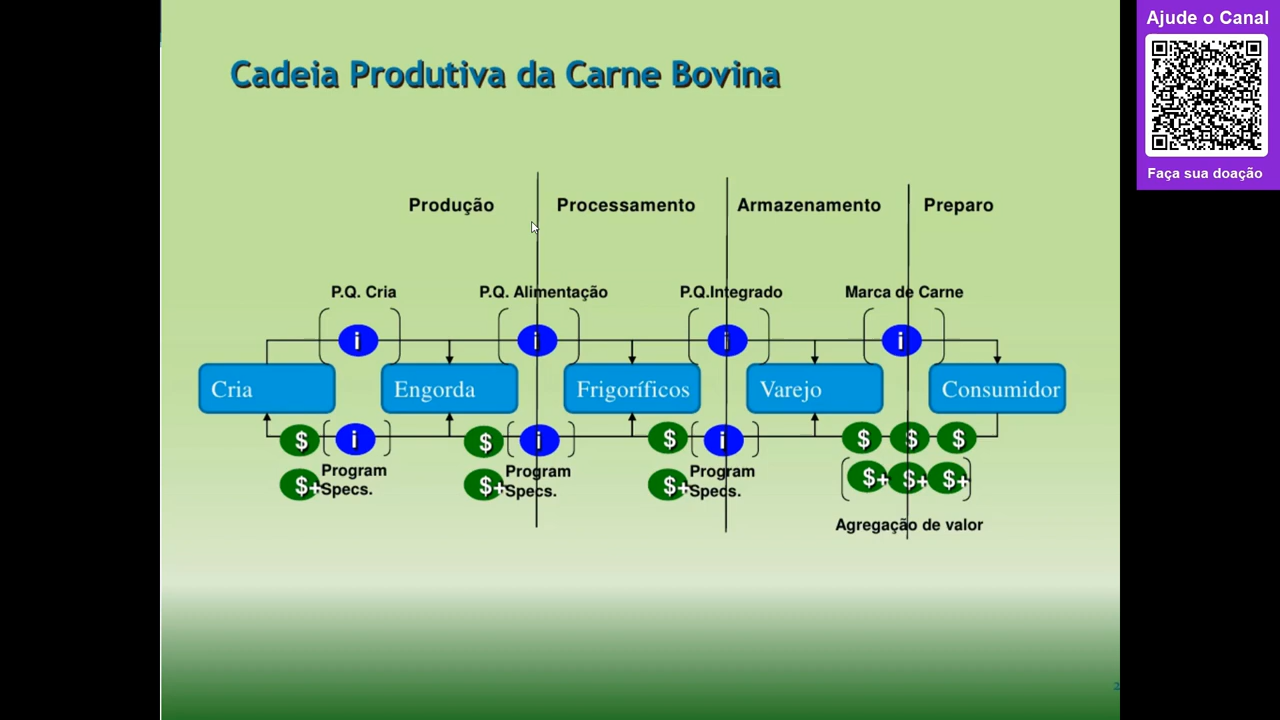 Ajude o Canal
Faça sua doação
Cadeia Produtiva da Carne Bovina
Produção Processamento Armazenamento Preparo
P.Q. Cria P.Q. Alimentação P.Q.Integrado Marca de Carne
i i i i
Cria Engorda Frigoríficos Varejo Consumidor
$ i $ i $ i $ $ $
$+ Program Specs. $+ Program Specs. $+ Program Specs. $+ $+ $+
Agregação de valor
2